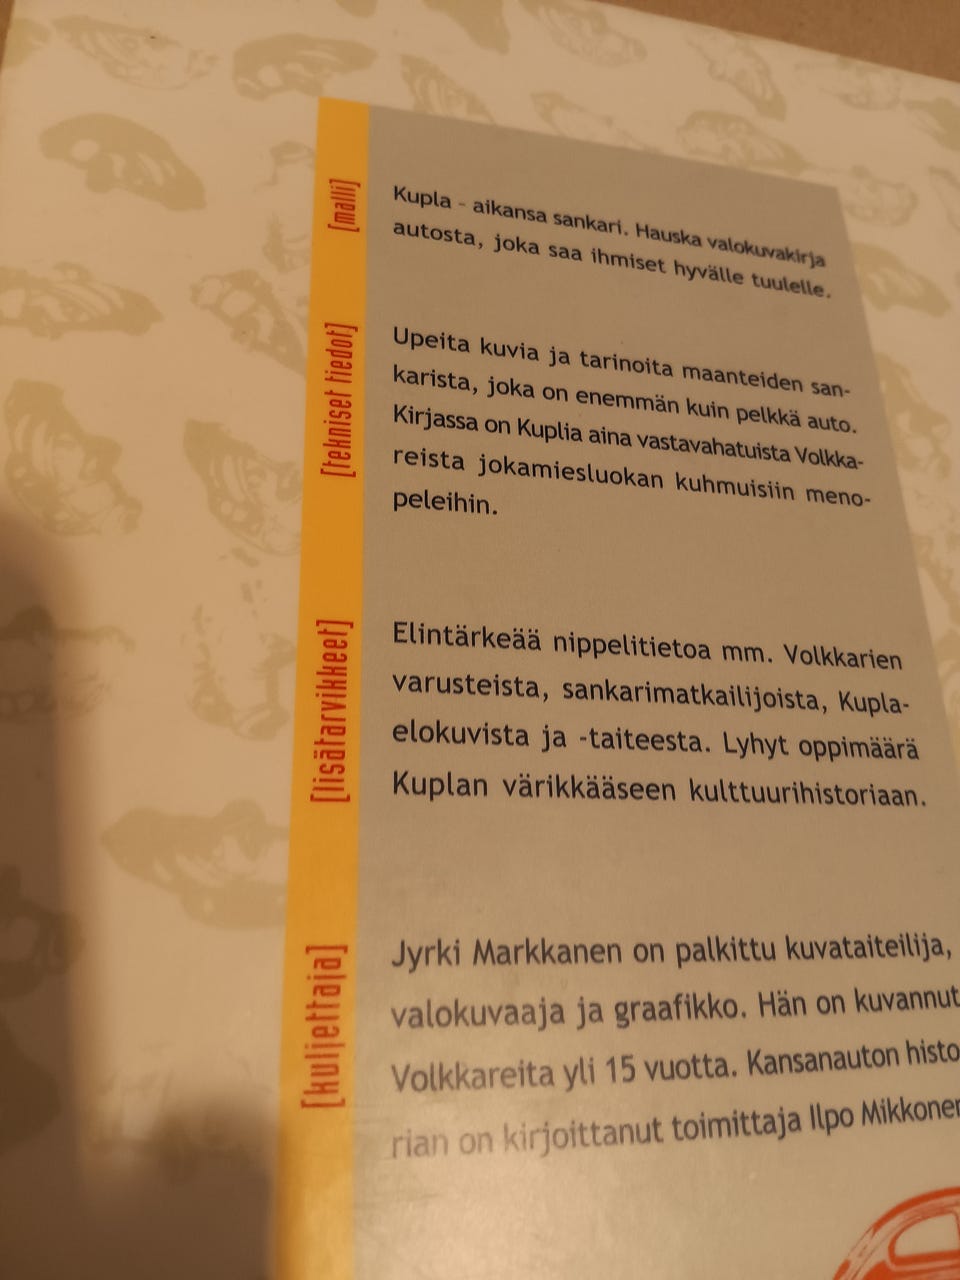 [malli]
Kupla - aikansa sankari. Hauska valokuvakirja
autosta, joka saa ihmiset hyvälle tuulelle.
[tekniset tiedot]
Upeita kuvia ja tarinoita maanteiden san-
karista, joka on enemmän kuin pelkkä auto.
Kirjassa on Kuplia aina vastavahatuista Volkka-
reista jokamiesluokan kuhmuisiin meno-
peleihin.
[lisätarvikkeet]
Elintärkeää nippelitietoa mm. Volkkarien
varusteista, sankarimatkailijoista, Kupla-
elokuvista ja -taiteesta. Lyhyt oppimäärä
Kuplan värikkääseen kulttuurihistoriaan.
[kuljettaja]
Jyrki Markkanen on palkittu kuvataiteilija,
valokuvaaja ja graafikko. Hän on kuvannut
Volkkareita yli 15 vuotta. Kansanauton histo
rian on kirjoittanut toimittaja Ilpo Mikkonen